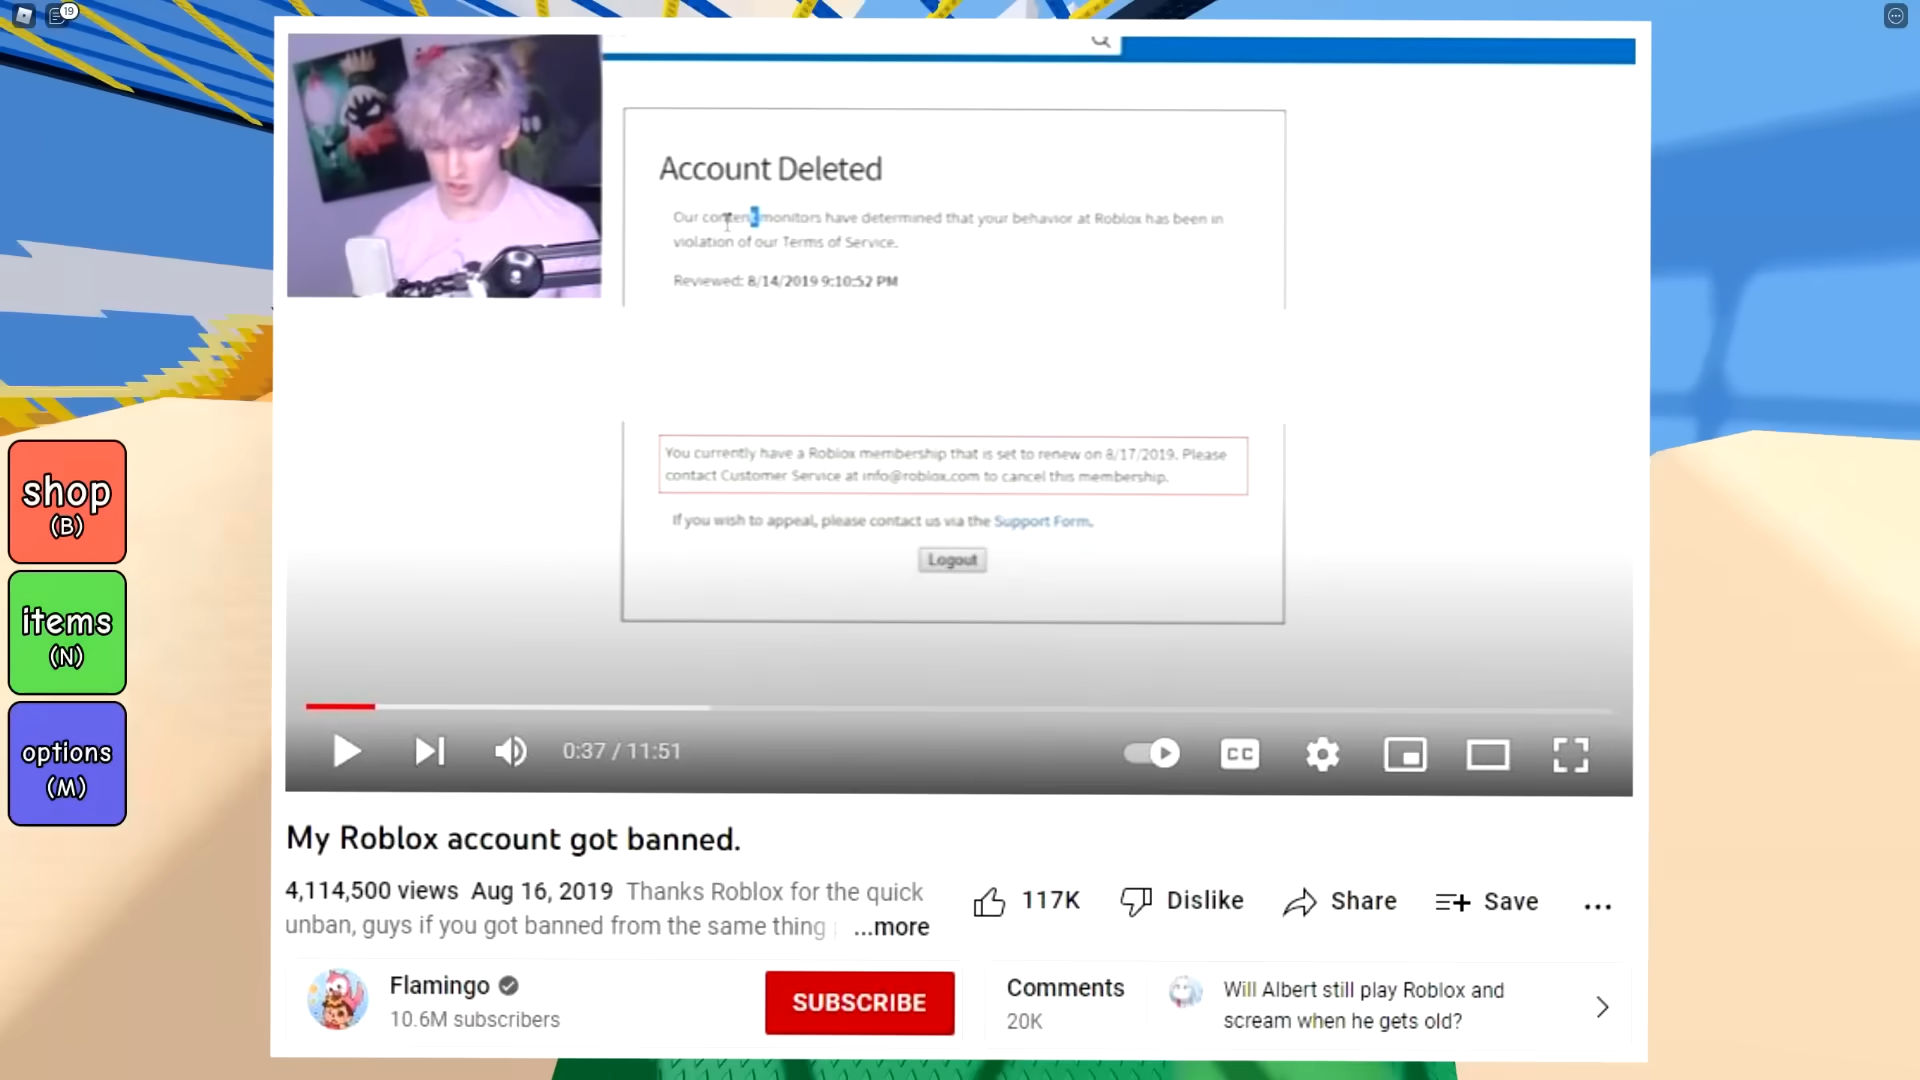 19
Account Deleted
Our content monitors have determined that your behavior at Roblox has been in
violation of our Terms of Service.
Reviewed: 8/14/2019 9:10:52 PM
You currently have a Roblox membership that is set to renew on 8/17/2019. Please
contact Customer Service at info@roblox.com to cancel this membership.
If you wish to appeal, please contact us via the Support Form.
Logout
shop
(B)
items
(N)
options
(M)
0:37 / 11:51
CC
My Roblox account got banned.
4,114,500 views Aug 16, 2019 Thanks Roblox for the quick
unban, guys if you got banned from the same thing ...more
117K Dislike Share Save
Flamingo
10.6M subscribers
SUBSCRIBE
Comments
20K
Will Albert still play Roblox and
scream when he gets old?